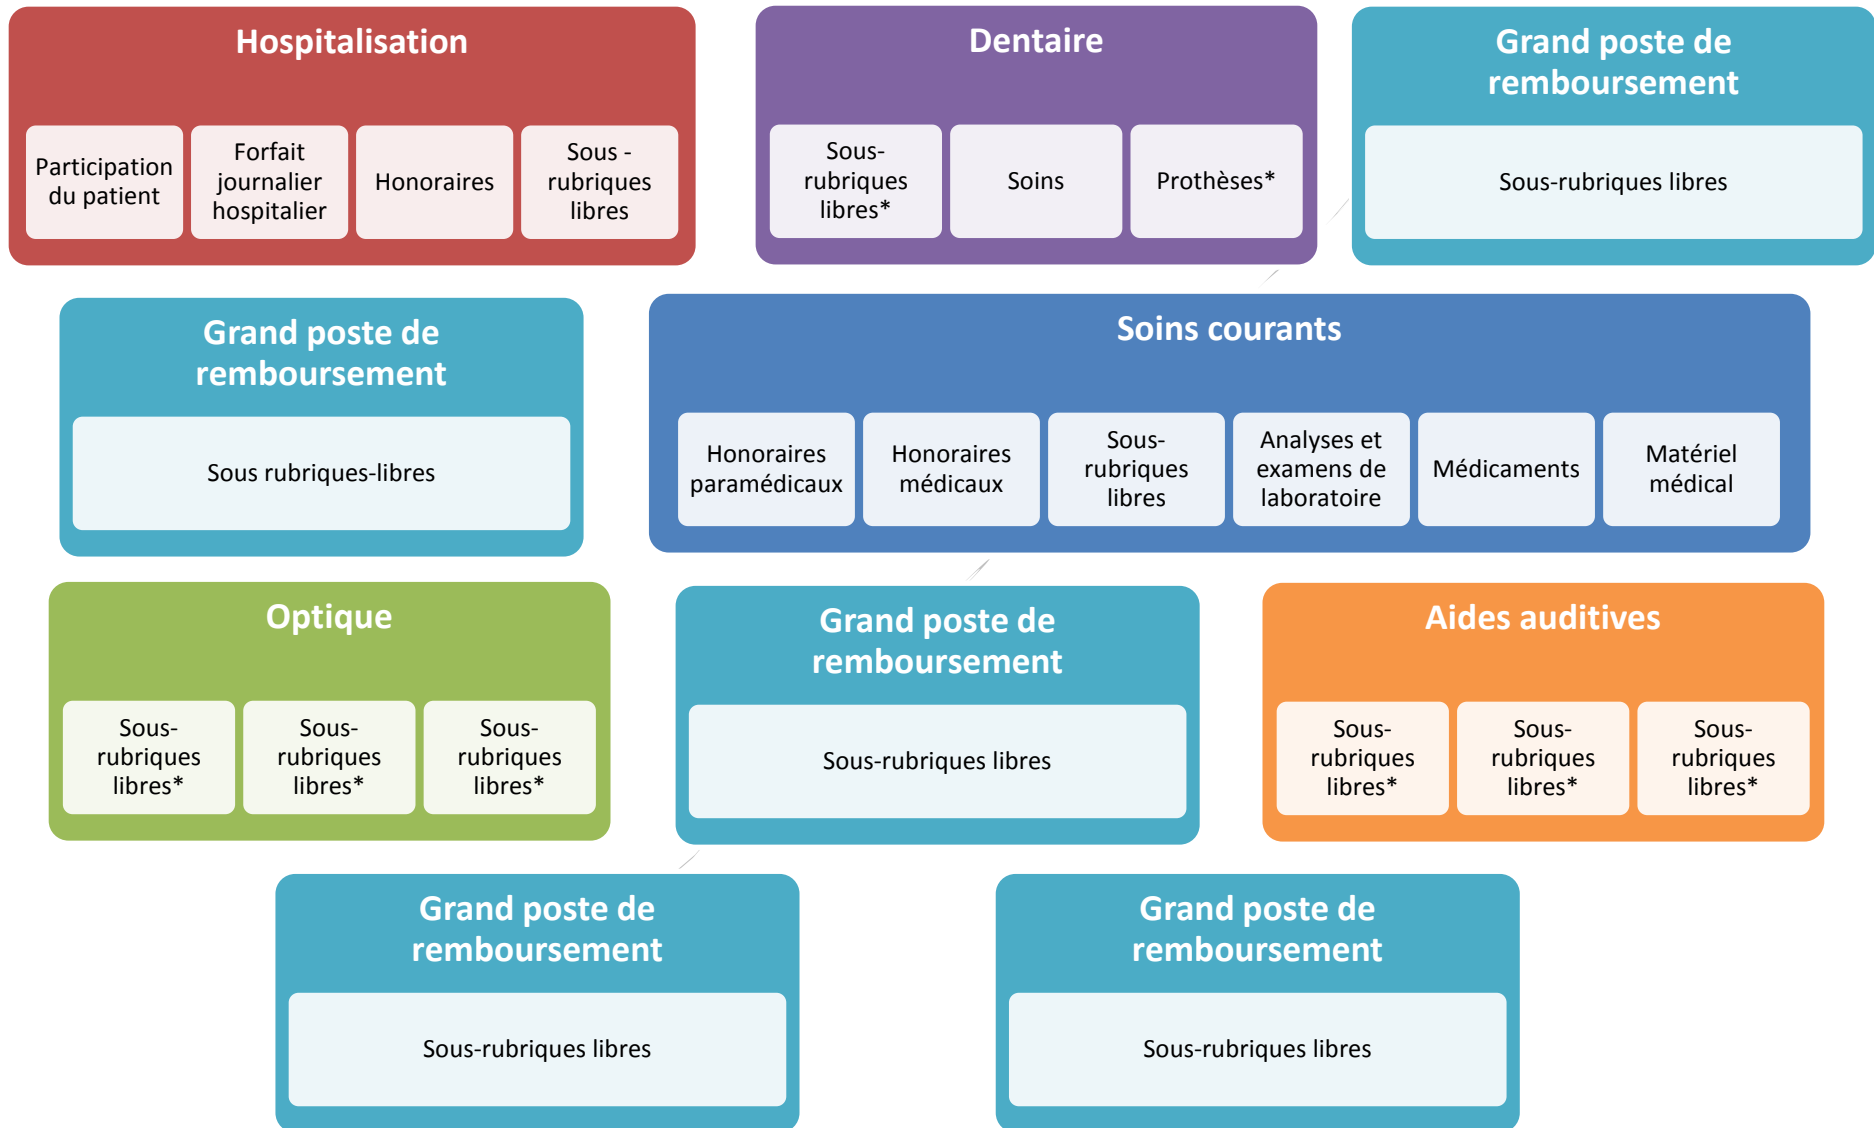 Hospitalisation
Participation
du patient
Forfait
journalier
hospitalier
Honoraires
Sous -
rubriques
libres
Dentaire
Sous-
rubriques
libres*
Soins
Prothèses*
Grand poste de
remboursement
Sous-rubriques libres
Grand poste de
remboursement
Sous rubriques-libres
Soins courants
Honoraires
paramédicaux
Honoraires
médicaux
Sous-
rubriques
libres
Analyses et
examens de
laboratoire
Médicaments
Matériel
médical
Optique
Sous-
rubriques
libres*
Sous-
rubriques
libres*
Sous-
rubriques
libres*
Grand poste de
remboursement
Sous-rubriques libres
Aides auditives
Sous-
rubriques
libres*
Sous-
rubriques
libres*
Sous-
rubriques
libres*
Grand poste de
remboursement
Sous-rubriques libres
Grand poste de
remboursement
Sous-rubriques libres